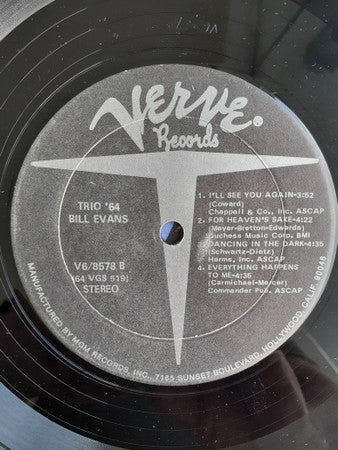 VERVE®
Records
TRIO '64
BILL EVANS
V6/8578 B
(64 VGS 519)
STEREO
1. I'LL SEE YOU AGAIN-3:52
(Coward)
Chappell & Co., Inc. ASCAP
2. FOR HEAVEN'S SAKE-4:22
(Meyer-Bretton-Edwards)
Duchess Music Corp. BMI
3. DANCING IN THE DARK-4:35
(Schwartz-Dietz)
Harms, Inc. ASCAP
4. EVERYTHING HAPPENS
TO ME-4:35
(Carmichael-Mercer)
Commander Pub. ASCAP
MANUFACTURED BY MGM RECORDS, INC., 7165 SUNSET BOULEVARD, HOLLYWOOD, CALIF. 90046